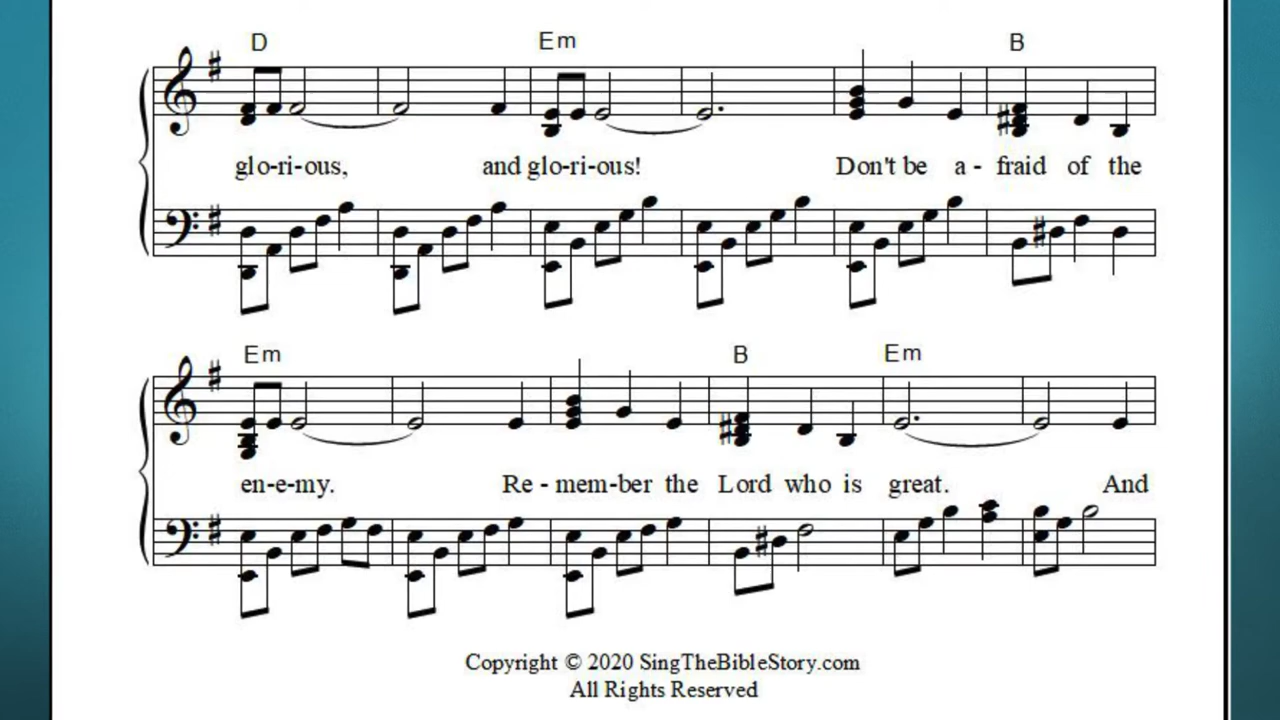 D Em B
glo-ri-ous, and glo-ri-ous! Don't be a - fraid of the
Em B Em
en-e-my. Re - mem-ber the Lord who is great. And
Copyright © 2020 SingTheBibleStory.com
All Rights Reserved